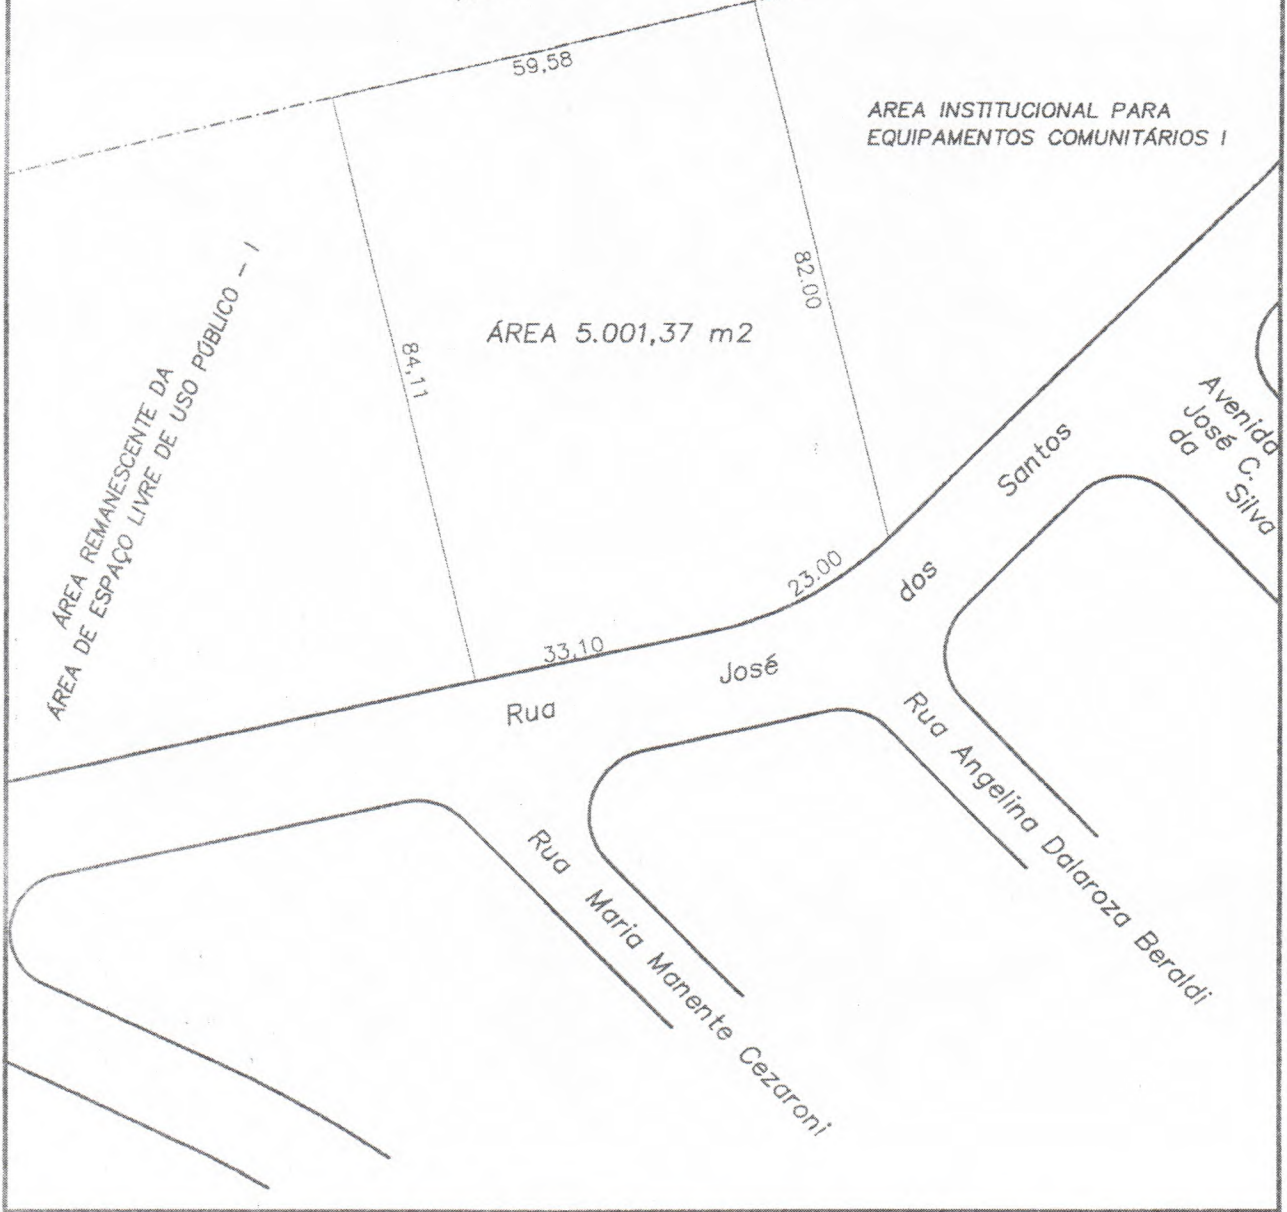 59,58
AREA INSTITUCIONAL PARA
EQUIPAMENTOS COMUNITÁRIOS I
82.00
ÁREA 5.001,37 m2
84,11
ÁREA REMANESCENTE DA
ÁREA DE ESPAÇO LIVRE DE USO PÚBLICO - I
Avenida
José C.
da Silva
23.00
33,10
Rua José dos Santos
Rua Angelina Dalaroza Beraldi
Rua Maria Manente Cezaroni